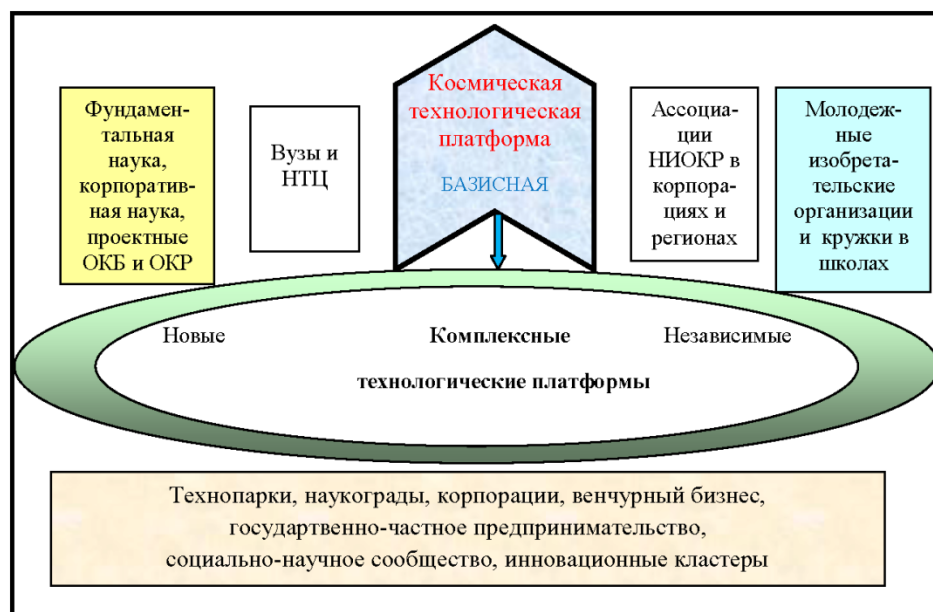 Фундамен-
тальная
наука,
корпоратив-
ная наука,
проектные
ОКБ и ОКР
Вузы и
НТЦ
Космическая
технологическая
платформа
БАЗИСНАЯ
Ассоциа-
ции
НИОКР в
корпора-
циях и
регионах
Молодеж-
ные
изобрета-
тельские
организации
и кружки в
школах
Новые Комплексные Независимые
технологические платформы
Технопарки, наукограды, корпорации, венчурный бизнес,
государтвенно-частное предпринимательство,
социально-научное сообщество, инновационные кластеры